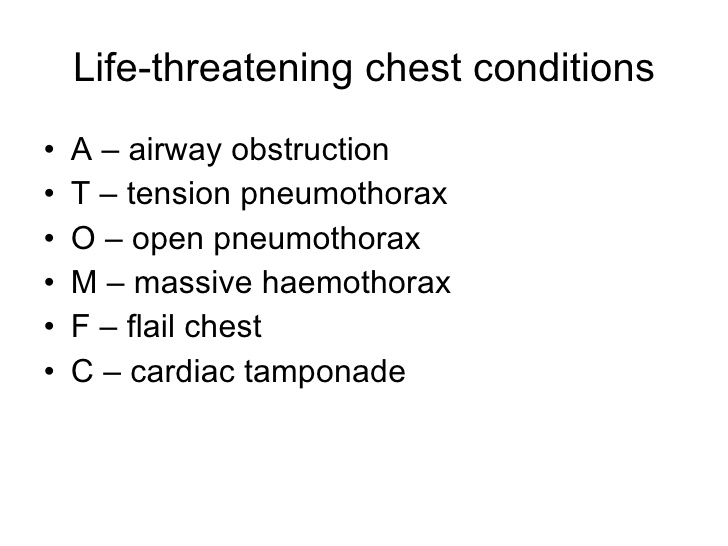 Life-threatening chest conditions
• A – airway obstruction
• T – tension pneumothorax
• O – open pneumothorax
• M – massive haemothorax
• F – flail chest
• C – cardiac tamponade